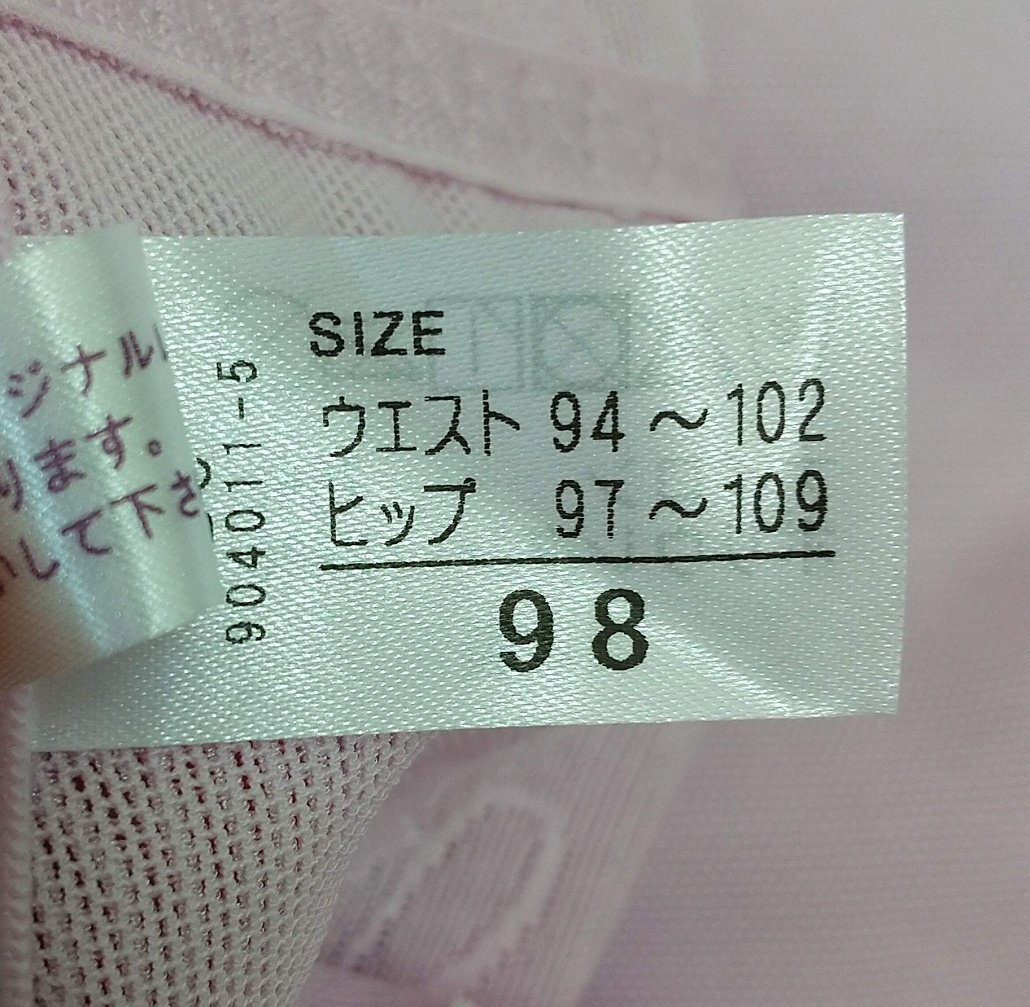 ジナル
ります。
して下さ
904011-5
SIZE
ウエスト 94～102
ヒップ 97～109
98